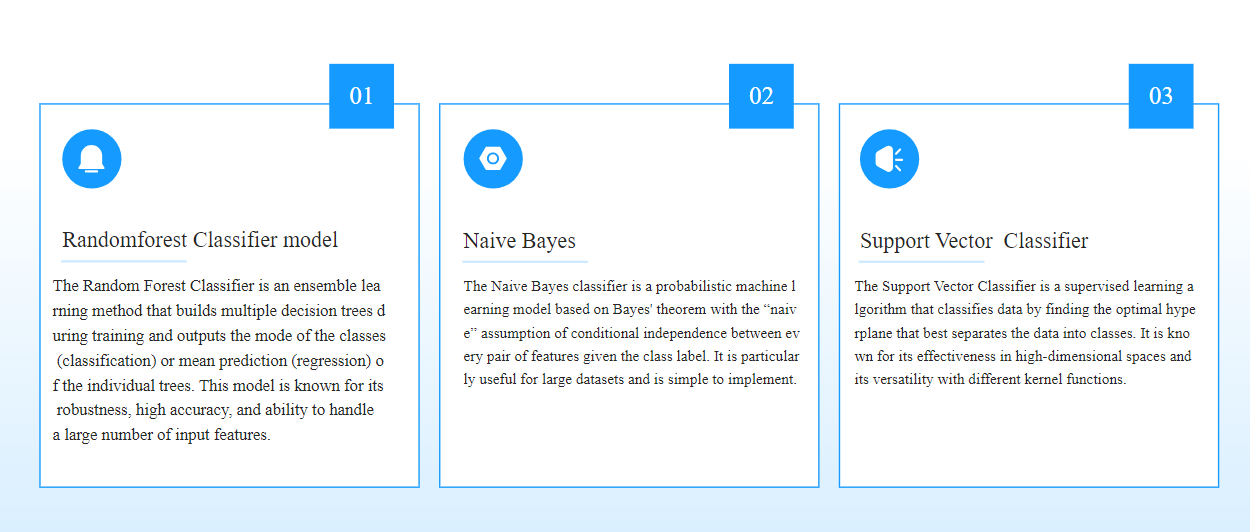 01
Randomforest Classifier model
The Random Forest Classifier is an ensemble lea
rning method that builds multiple decision trees d
uring training and outputs the mode of the classes
(classification) or mean prediction (regression) o
f the individual trees. This model is known for its
robustness, high accuracy, and ability to handle
a large number of input features.
02
Naive Bayes
The Naive Bayes classifier is a probabilistic machine l
earning model based on Bayes' theorem with the “naiv
e” assumption of conditional independence between ev
ery pair of features given the class label. It is particular
ly useful for large datasets and is simple to implement.
03
Support Vector  Classifier
The Support Vector Classifier is a supervised learning a
lgorithm that classifies data by finding the optimal hype
rplane that best separates the data into classes. It is kno
wn for its effectiveness in high-dimensional spaces and
its versatility with different kernel functions.